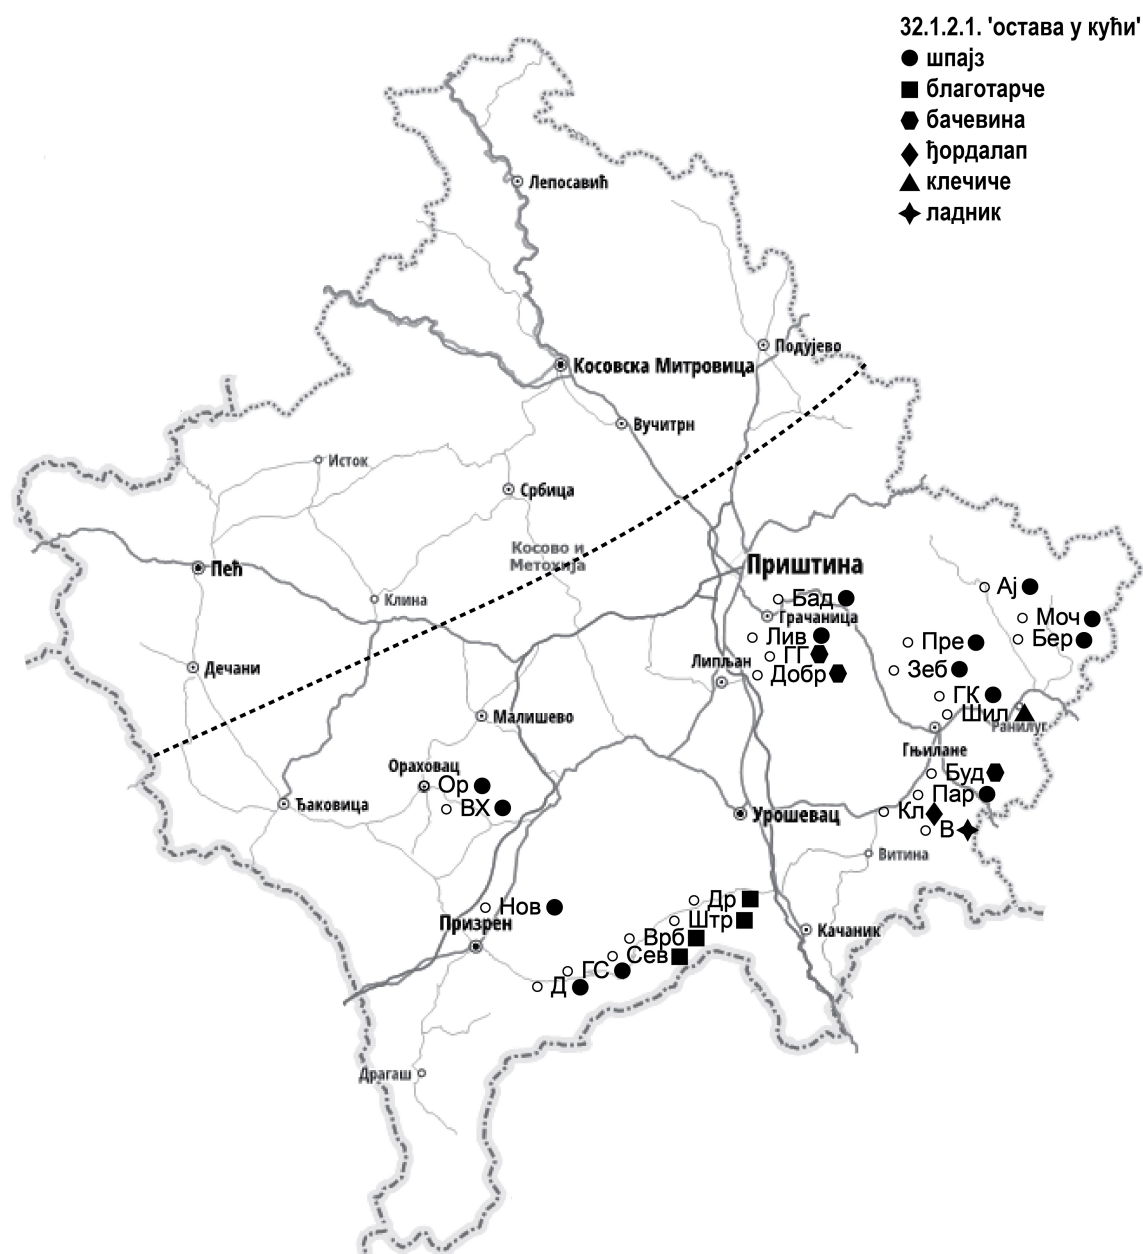 32.1.2.1. 'остава у кући'
шпајз
благотарче
бачевина
ђордалап
клечиче
ладник
Лепосавић
Подујево
Косовска Митровица
Вучитрн
Исток
Србица
Косово и
Метохија
Приштина
Пећ
Клина
Ај
Бад
Грачаница
Моч
Лив
Пре
Бер
ГГ
Дечани
Липљан
Добр
Зеб
ГК
Малишево
Шил
Ранилуг
Гњилане
Ораховац
Буд
Ор
Пар
Ђаковица
ВХ
Урошевац
Кл
В
Витина
Др
Нов
Штр
Призрен
Качаник
Врб
Сев
ГС
Д
Драгаш